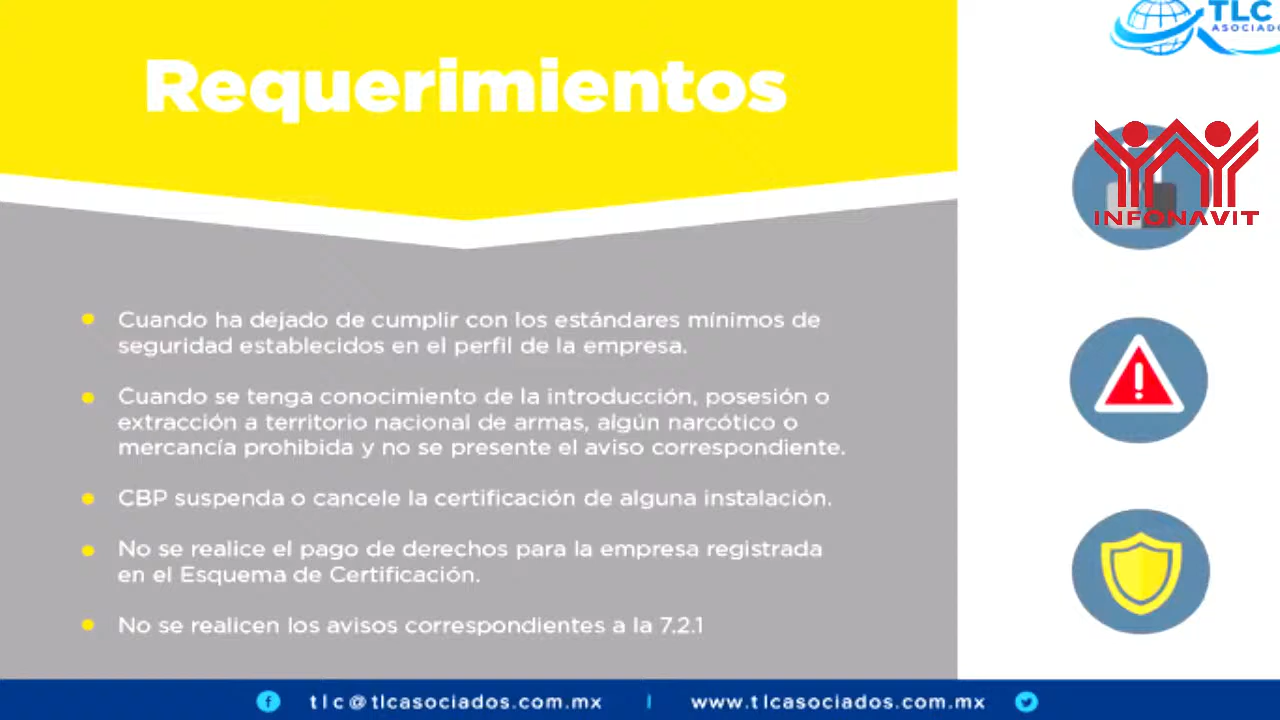 TLC
Requerimientos
INFONAVIT
Cuando ha dejado de cumplir con los estándares mínimos de
seguridad establecidos en el perfil de la empresa.
Cuando se tenga conocimiento de la introducción, posesión o
extracción a territorio nacional de armas, algún narcótico o
mercancía prohibida y no se presente el aviso correspondiente.
CBP suspenda o cancele la certificación de alguna instalación.
No se realice el pago de derechos para la empresa registrada
en el Esquema de Certificación.
No se realicen los avisos correspondientes a la 7.2.1
tlc@tlcasociados.com.mx | www.tlcasociados.com.mx